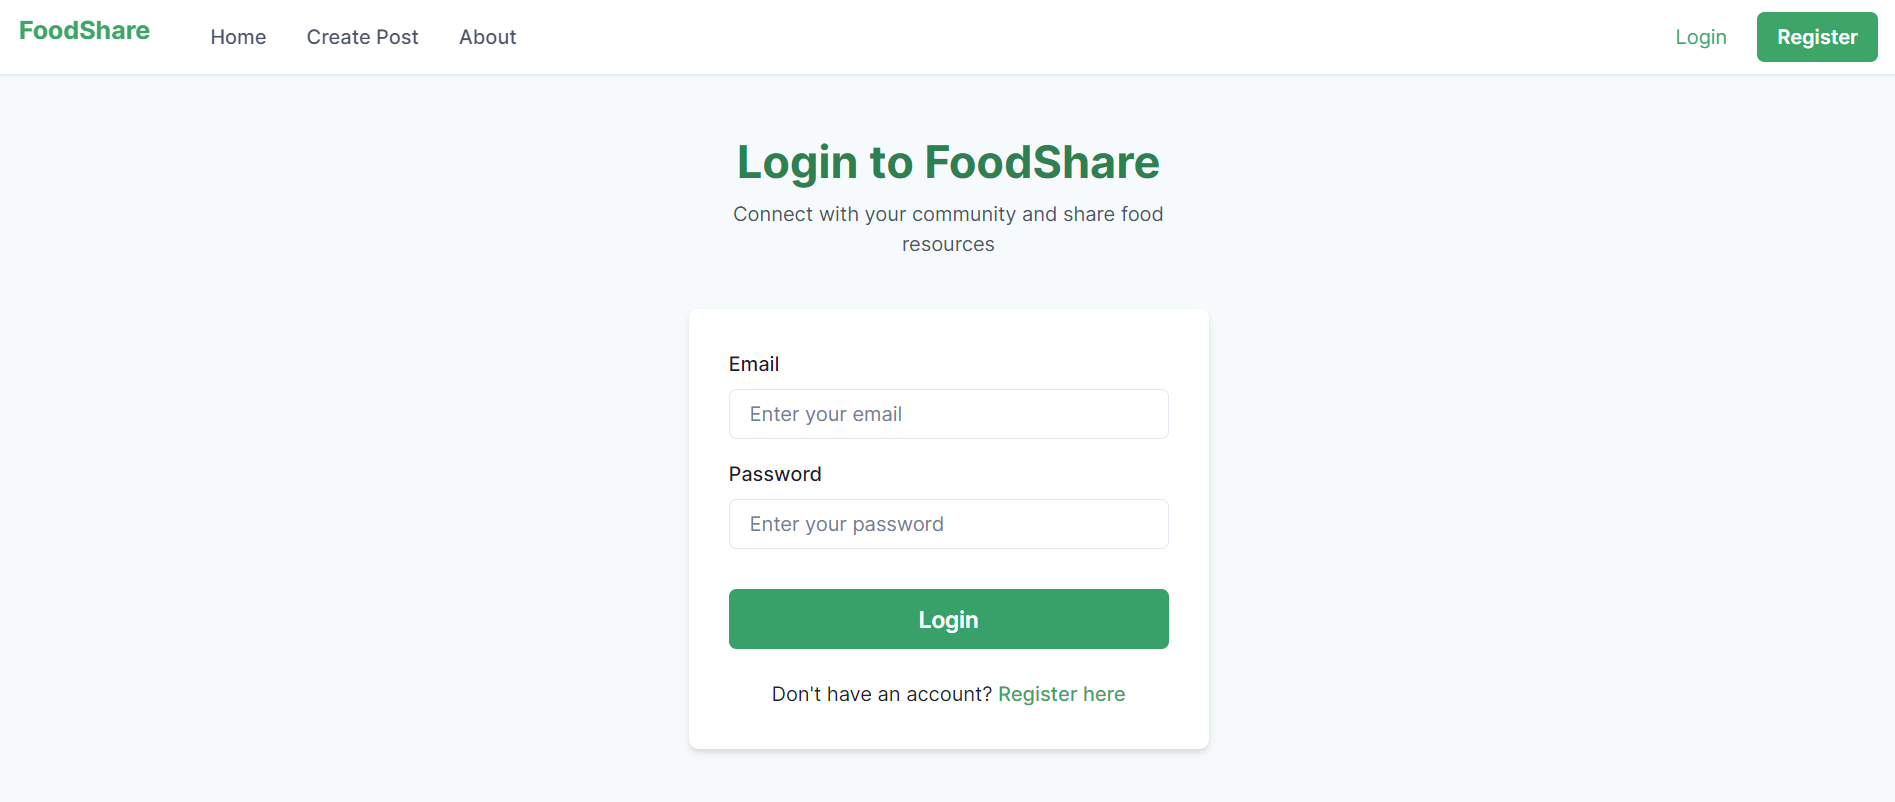 FoodShare Home Create Post About Login Register
Login to FoodShare
Connect with your community and share food
resources
Email
Enter your email
Password
Enter your password
Login
Don't have an account? Register here